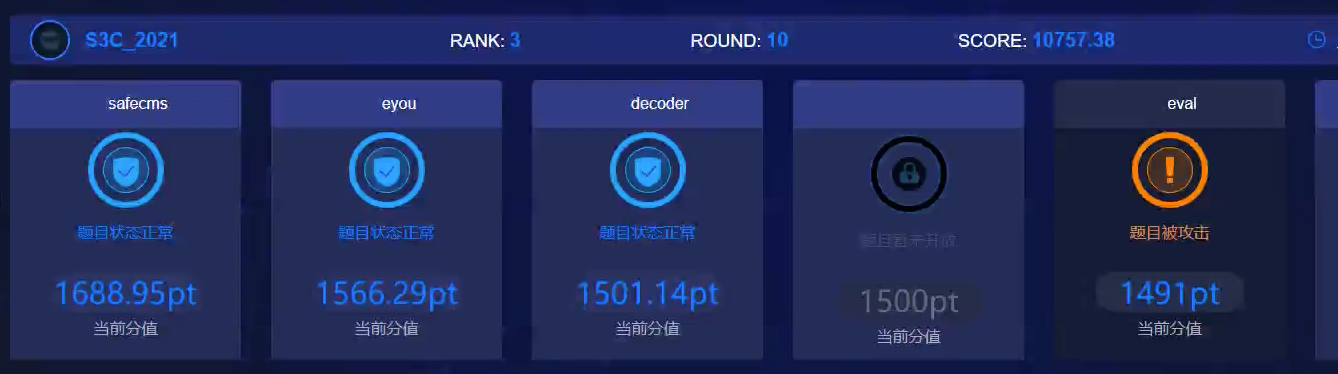 S3C_2021 RANK: 3 ROUND: 10 SCORE: 10757.38
safecms eyou decoder eval
题目状态正常 题目状态正常 题目状态正常 题目暂未开放 题目被攻击
1688.95pt 1566.29pt 1501.14pt 1500pt 1491pt
当前分值 当前分值 当前分值 当前分值 当前分值